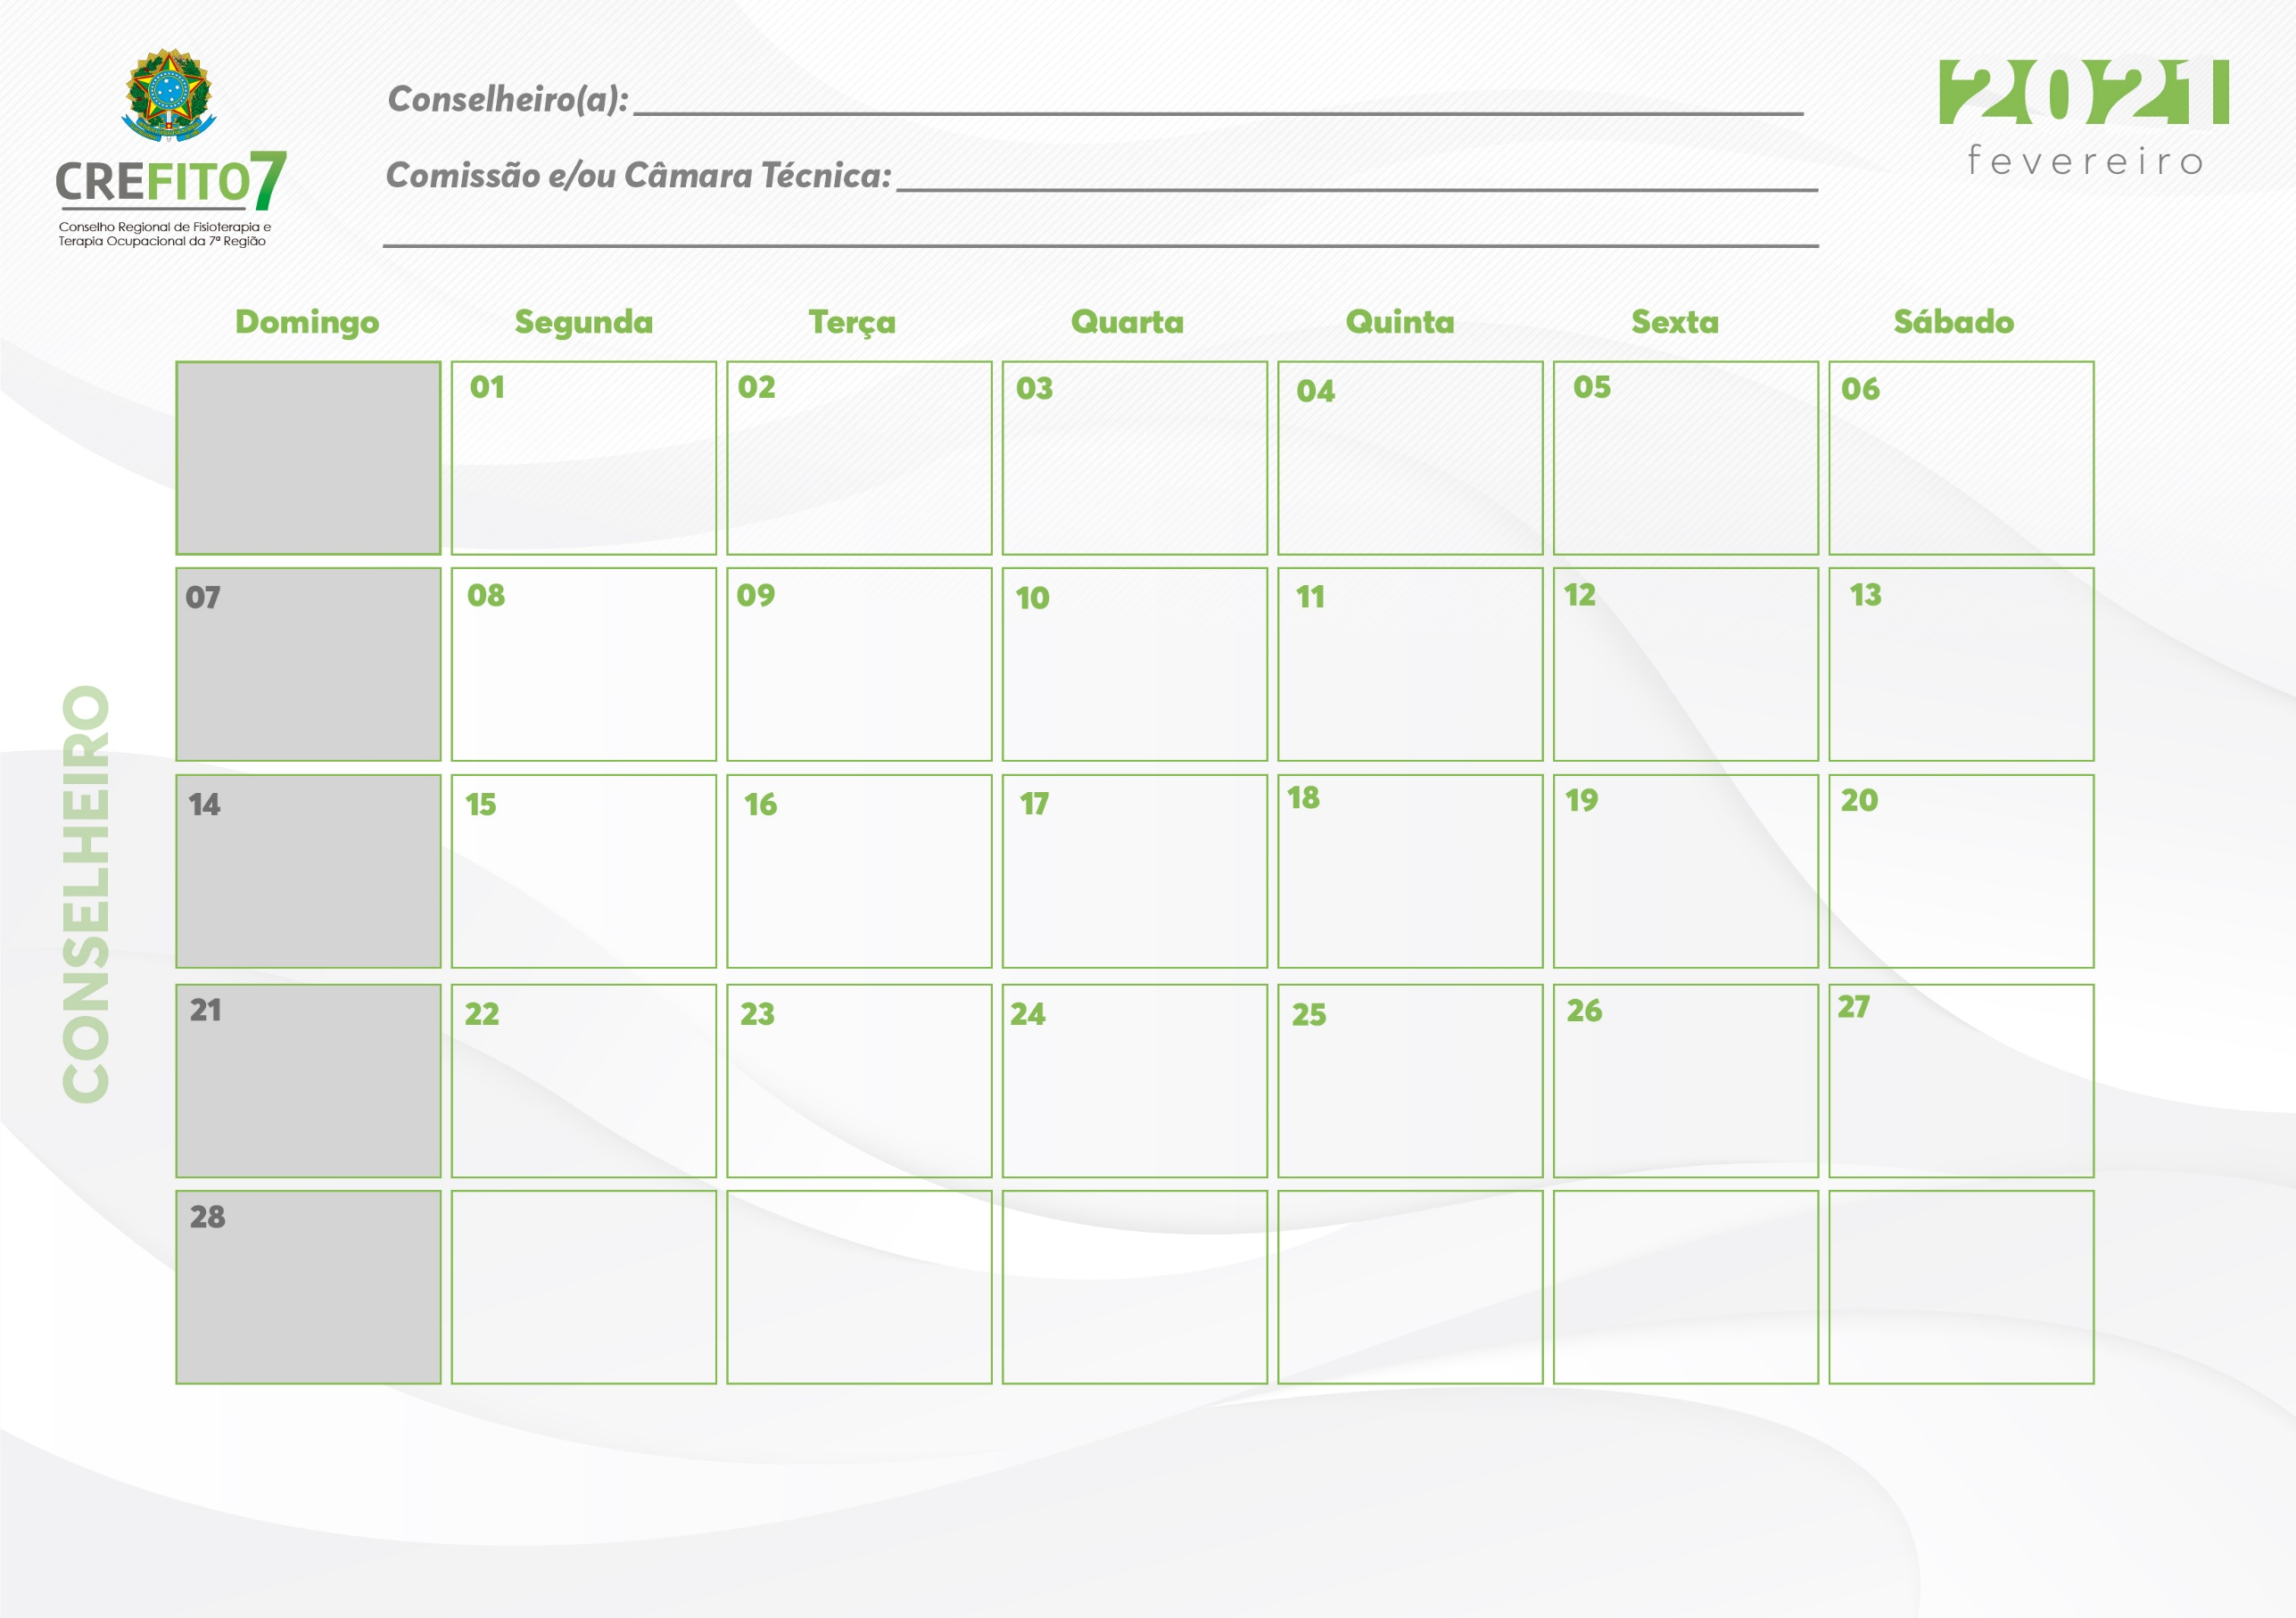 CREFITO7
Conselho Regional de Fisioterapia e
Terapia Ocupacional da 7ª Região
Conselheiro(a):
Comissão e/ou Câmara Técnica:
2021
fevereiro
Domingo Segunda Terça Quarta Quinta Sexta Sábado
01 02 03 04 05 06
07 08 09 10 11 12 13
14 15 16 17 18 19 20
21 22 23 24 25 26 27
28
CONSELHEIRO